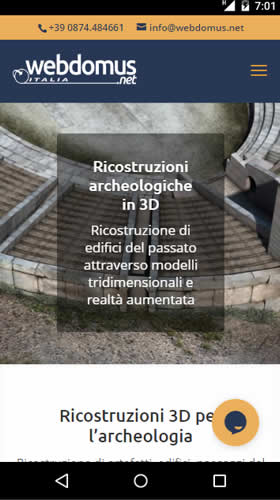 7:01
+39 0874.484661 info@webdomus.net
webdomus
ITALIA .net
Ricostruzioni
archeologiche
in 3D
Ricostruzione di
edifici del passato
attraverso modelli
tridimensionali e
realtà aumentata
Ricostruzioni 3D pe
l'archeologia